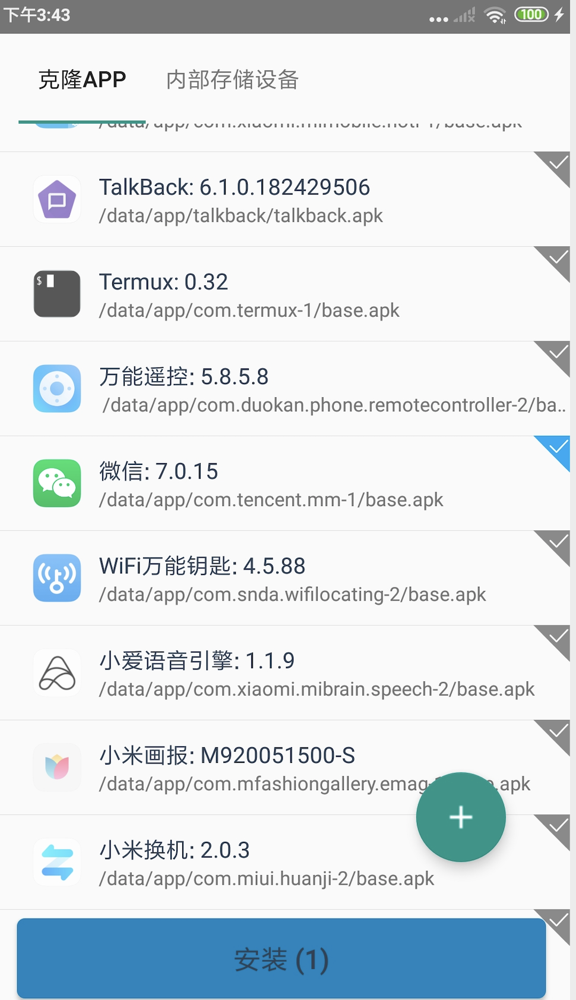 下午3:43
100
克隆APP
内部存储设备
/data/app/com.xiaomi.mimobile.noti-1/base.apk
TalkBack: 6.1.0.182429506
/data/app/talkback/talkback.apk
$
Termux: 0.32
/data/app/com.termux-1/base.apk
万能遥控: 5.8.5.8
/data/app/com.duokan.phone.remotecontroller-2/ba..
微信: 7.0.15
/data/app/com.tencent.mm-1/base.apk
WiFi万能钥匙: 4.5.88
/data/app/com.snda.wifilocating-2/base.apk
小爱语音引擎: 1.1.9
/data/app/com.xiaomi.mibrain.speech-2/base.apk
小米画报: M920051500-S
/data/app/com.mfashiongallery.emag .apk
小米换机: 2.0.3
/data/app/com.miui.huanji-2/base.apk
安装 (1)